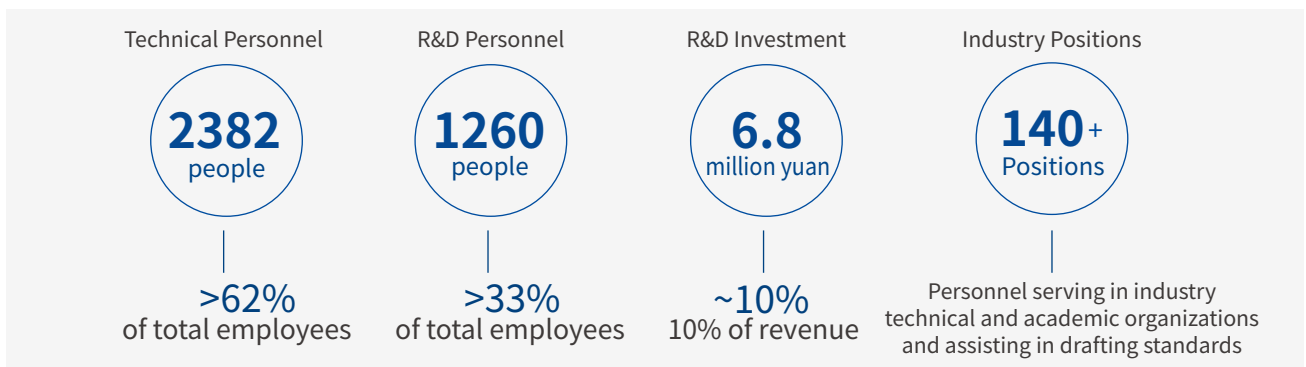 Technical Personnel
2382
people
>62%
of total employees
R&D Personnel
1260
people
>33%
of total employees
R&D Investment
6.8
million yuan
~10%
10% of revenue
Industry Positions
140+
Positions
Personnel serving in industry
technical and academic organizations
and assisting in drafting standards